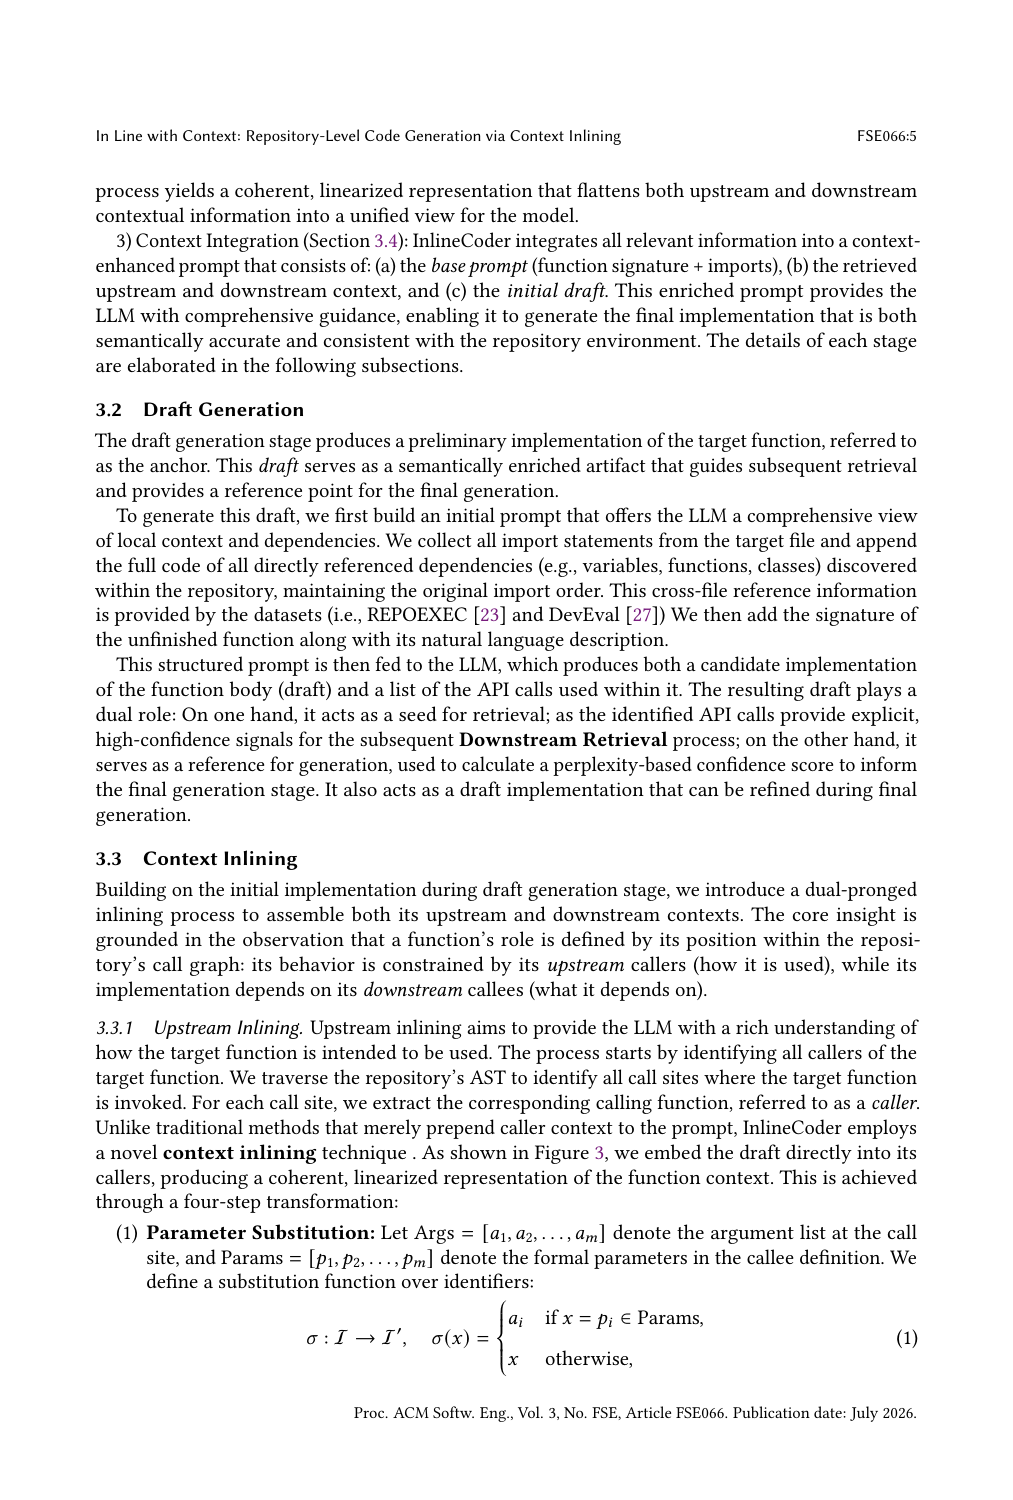 In Line with Context: Repository-Level Code Generation via Context Inlining FSE066:5
process yields a coherent, linearized representation that flattens both upstream and downstream
contextual information into a unified view for the model.
3) Context Integration (Section 3.4): InlineCoder integrates all relevant information into a context-
enhanced prompt that consists of: (a) the base prompt (function signature + imports), (b) the retrieved
upstream and downstream context, and (c) the initial draft. This enriched prompt provides the
LLM with comprehensive guidance, enabling it to generate the final implementation that is both
semantically accurate and consistent with the repository environment. The details of each stage
are elaborated in the following subsections.
3.2 Draft Generation
The draft generation stage produces a preliminary implementation of the target function, referred to
as the anchor. This draft serves as a semantically enriched artifact that guides subsequent retrieval
and provides a reference point for the final generation.
To generate this draft, we first build an initial prompt that offers the LLM a comprehensive view
of local context and dependencies. We collect all import statements from the target file and append
the full code of all directly referenced dependencies (e.g., variables, functions, classes) discovered
within the repository, maintaining the original import order. This cross-file reference information
is provided by the datasets (i.e., REPOEXEC [23] and DevEval [27]) We then add the signature of
the unfinished function along with its natural language description.
This structured prompt is then fed to the LLM, which produces both a candidate implementation
of the function body (draft) and a list of the API calls used within it. The resulting draft plays a
dual role: On one hand, it acts as a seed for retrieval; as the identified API calls provide explicit,
high-confidence signals for the subsequent Downstream Retrieval process; on the other hand, it
serves as a reference for generation, used to calculate a perplexity-based confidence score to inform
the final generation stage. It also acts as a draft implementation that can be refined during final
generation.
3.3 Context Inlining
Building on the initial implementation during draft generation stage, we introduce a dual-pronged
inlining process to assemble both its upstream and downstream contexts. The core insight is
grounded in the observation that a function's role is defined by its position within the reposi-
tory's call graph: its behavior is constrained by its upstream callers (how it is used), while its
implementation depends on its downstream callees (what it depends on).
3.3.1 Upstream Inlining. Upstream inlining aims to provide the LLM with a rich understanding of
how the target function is intended to be used. The process starts by identifying all callers of the
target function. We traverse the repository's AST to identify all call sites where the target function
is invoked. For each call site, we extract the corresponding calling function, referred to as a caller.
Unlike traditional methods that merely prepend caller context to the prompt, InlineCoder employs
a novel context inlining technique . As shown in Figure 3, we embed the draft directly into its
callers, producing a coherent, linearized representation of the function context. This is achieved
through a four-step transformation:
(1) Parameter Substitution: Let Args = [a₁, a₂, . . . , aₘ] denote the argument list at the call
site, and Params = [p₁, p₂, . . . , pₘ] denote the formal parameters in the callee definition. We
define a substitution function over identifiers:
σ : I → I′, σ(x) = { aᵢ if x = pᵢ ∈ Params,
x otherwise, (1)
Proc. ACM Softw. Eng., Vol. 3, No. FSE, Article FSE066. Publication date: July 2026.